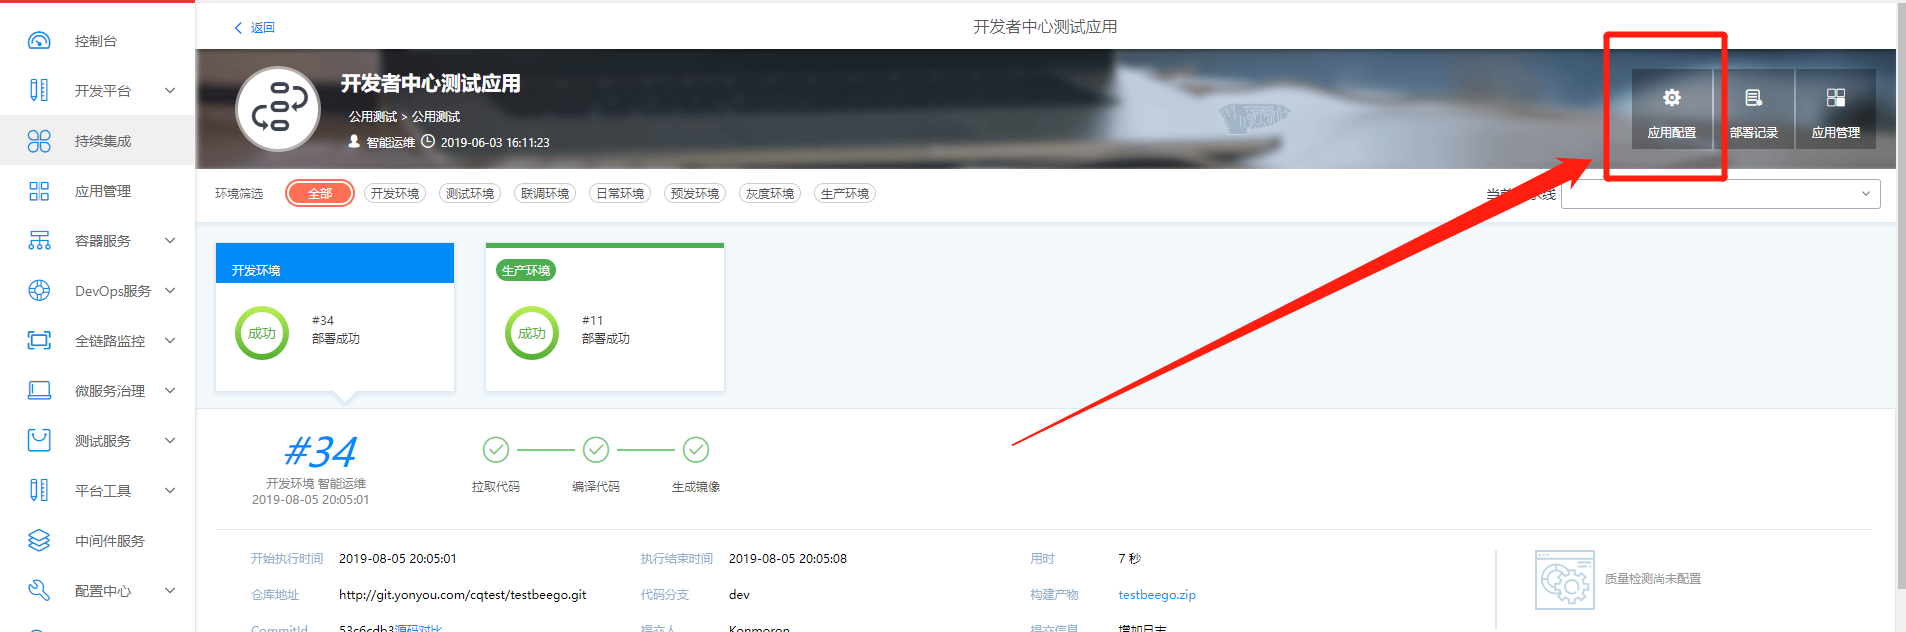 返回
开发者中心测试应用
控制台
开发平台
持续集成
应用管理
容器服务
DevOps服务
全链路监控
微服务治理
测试服务
平台工具
中间件服务
配置中心
开发者中心测试应用
公用测试 > 公用测试
智能运维 2019-06-03 16:11:23
应用配置
部署记录
应用管理
环境筛选 全部 开发环境 测试环境 联调环境 日常环境 预发环境 灰度环境 生产环境
当前 线
开发环境
成功
#34
部署成功
生产环境
成功
#11
部署成功
#34
开发环境 智能运维
2019-08-05 20:05:01
拉取代码 编译代码 生成镜像
开始执行时间 2019-08-05 20:05:01 执行结束时间 2019-08-05 20:05:08 用时 7 秒
仓库地址 http://git.yonyou.com/cqtest/testbeego.git 代码分支 dev 构建产物 testbeego.zip
CommitId 53c6cdb3源码对比 提交人 提交信息 增加日志
质量检测尚未配置